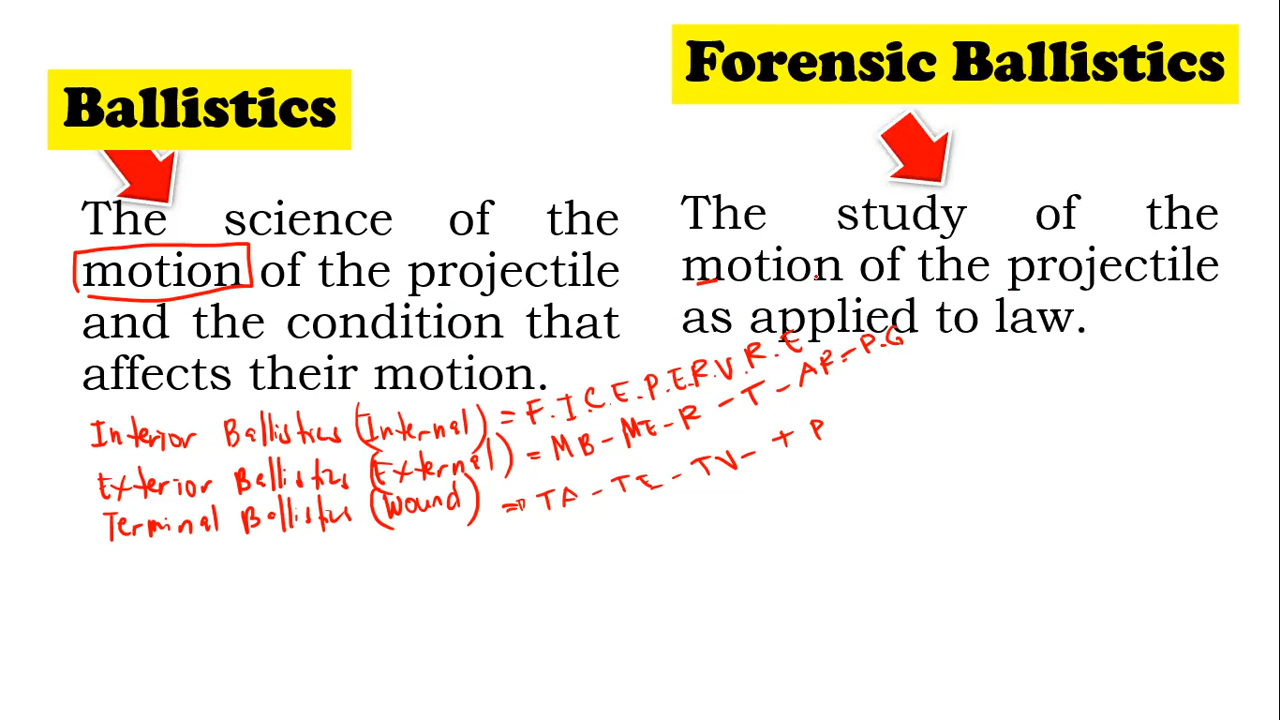 Ballistics
The science of the
motion of the projectile
and the condition that
affects their motion.
Forensic Ballistics
The study of the
motion of the projectile
as applied to law.
Interior Ballistics (Internal) = F.I.C.E.P.E.R.V.R.E
Exterior Ballistics (External) = MB-ME-R-T-AR-P.G
Terminal Ballistics (Wound) = TA-TE-TV-+P